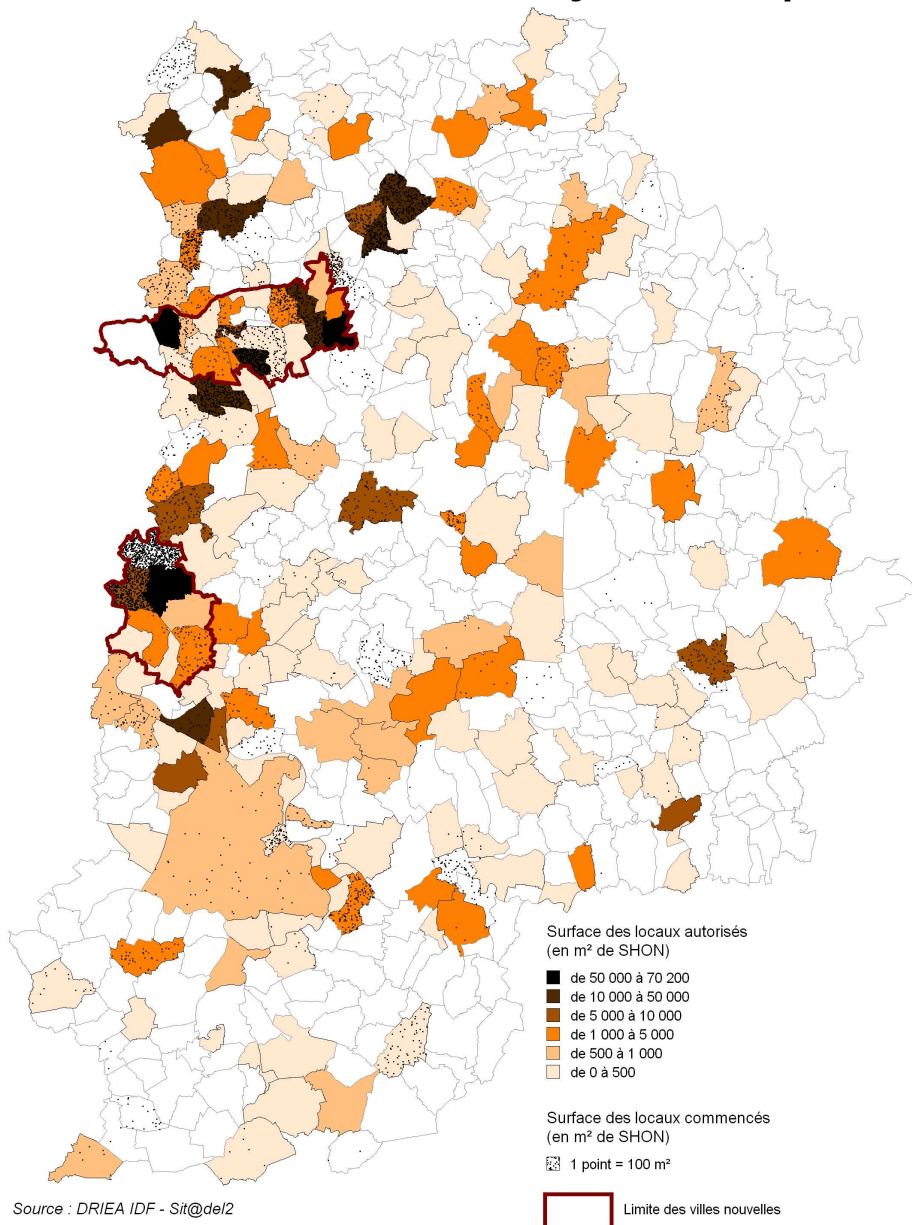 Surface des locaux autorisés
(en m² de SHON)
de 50 000 à 70 200
de 10 000 à 50 000
de 5 000 à 10 000
de 1 000 à 5 000
de 500 à 1 000
de 0 à 500
Surface des locaux commencés
(en m² de SHON)
1 point = 100 m²
Limite des villes nouvelles
Source : DRIEA IDF - Sit@del2